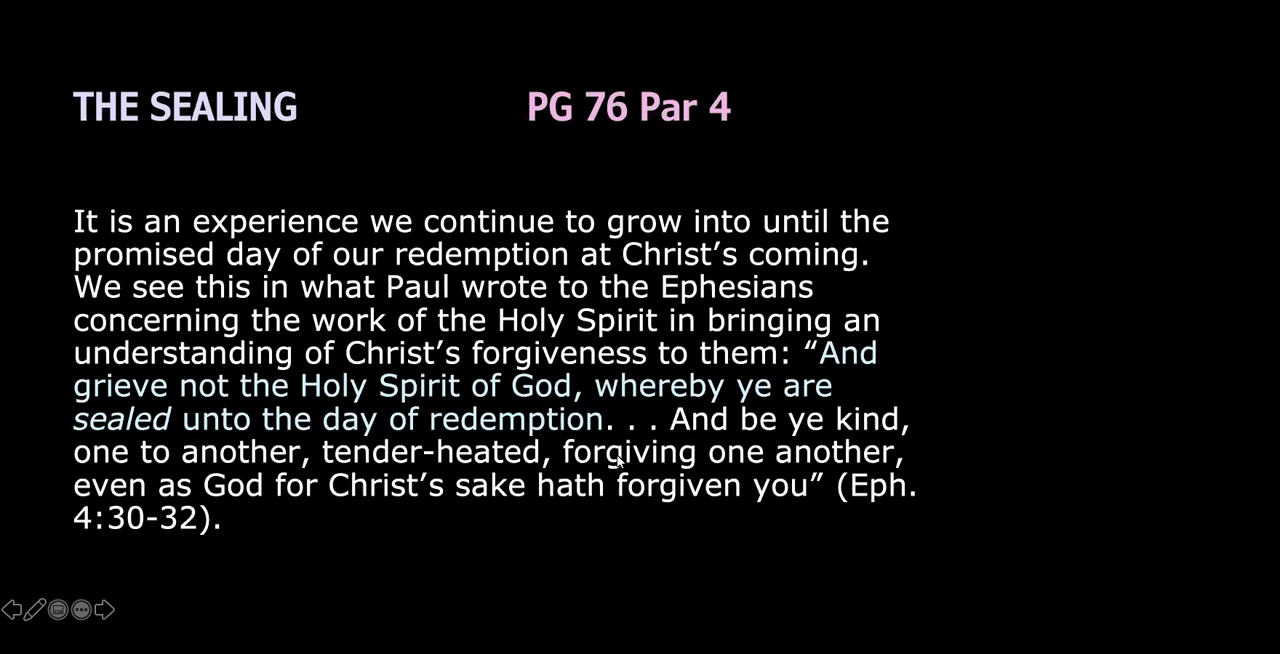 THE SEALING PG 76 Par 4
It is an experience we continue to grow into until the
promised day of our redemption at Christ’s coming.
We see this in what Paul wrote to the Ephesians
concerning the work of the Holy Spirit in bringing an
understanding of Christ’s forgiveness to them: “And
grieve not the Holy Spirit of God, whereby ye are
sealed unto the day of redemption. . . And be ye kind,
one to another, tender-heated, forgiving one another,
even as God for Christ’s sake hath forgiven you” (Eph.
4:30-32).